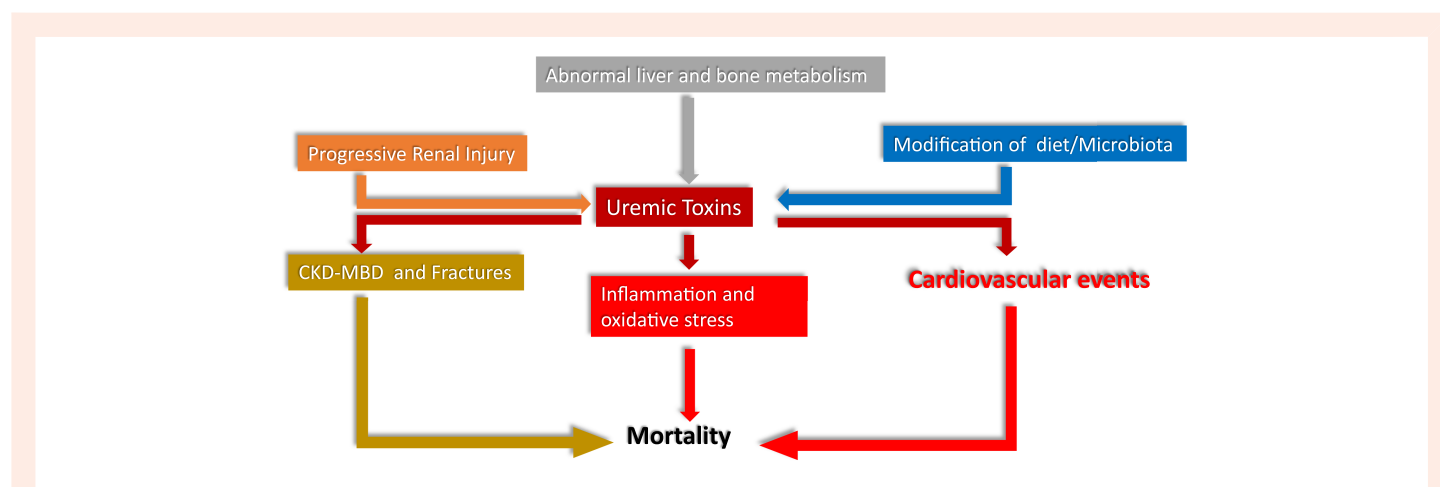 Abnormal liver and bone metabolism
Progressive Renal Injury
Modification of diet/Microbiota
Uremic Toxins
CKD-MBD and Fractures
Inflammation and
oxidative stress
Cardiovascular events
Mortality